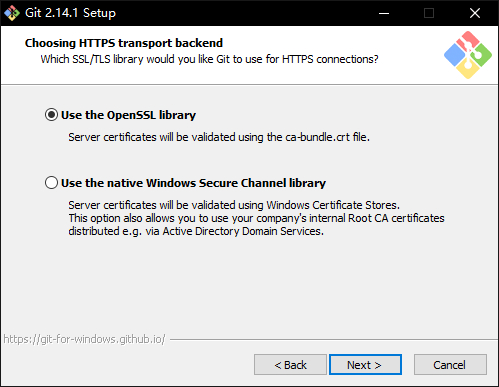 Git 2.14.1 Setup
Choosing HTTPS transport backend
Which SSL/TLS library would you like Git to use for HTTPS connections?
Use the OpenSSL library
Server certificates will be validated using the ca-bundle.crt file.
Use the native Windows Secure Channel library
Server certificates will be validated using Windows Certificate Stores.
This option also allows you to use your company's internal Root CA certificates
distributed e.g. via Active Directory Domain Services.
https://git-for-windows.github.io/
< Back
Next >
Cancel